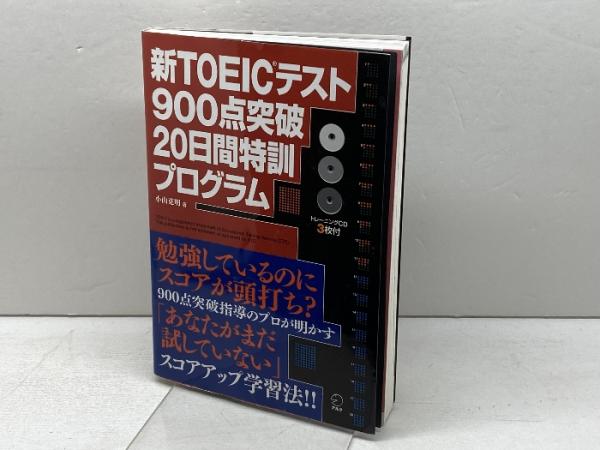 新TOEIC®テスト
900点突破
20日間特訓
プログラム
小山克明 著
トレーニングCD
3枚付
勉強しているのに
スコアが頭打ち?
900点突破指導のプロが明かす
「あなたがまだ
試していない」
スコアアップ学習法!!
アルク